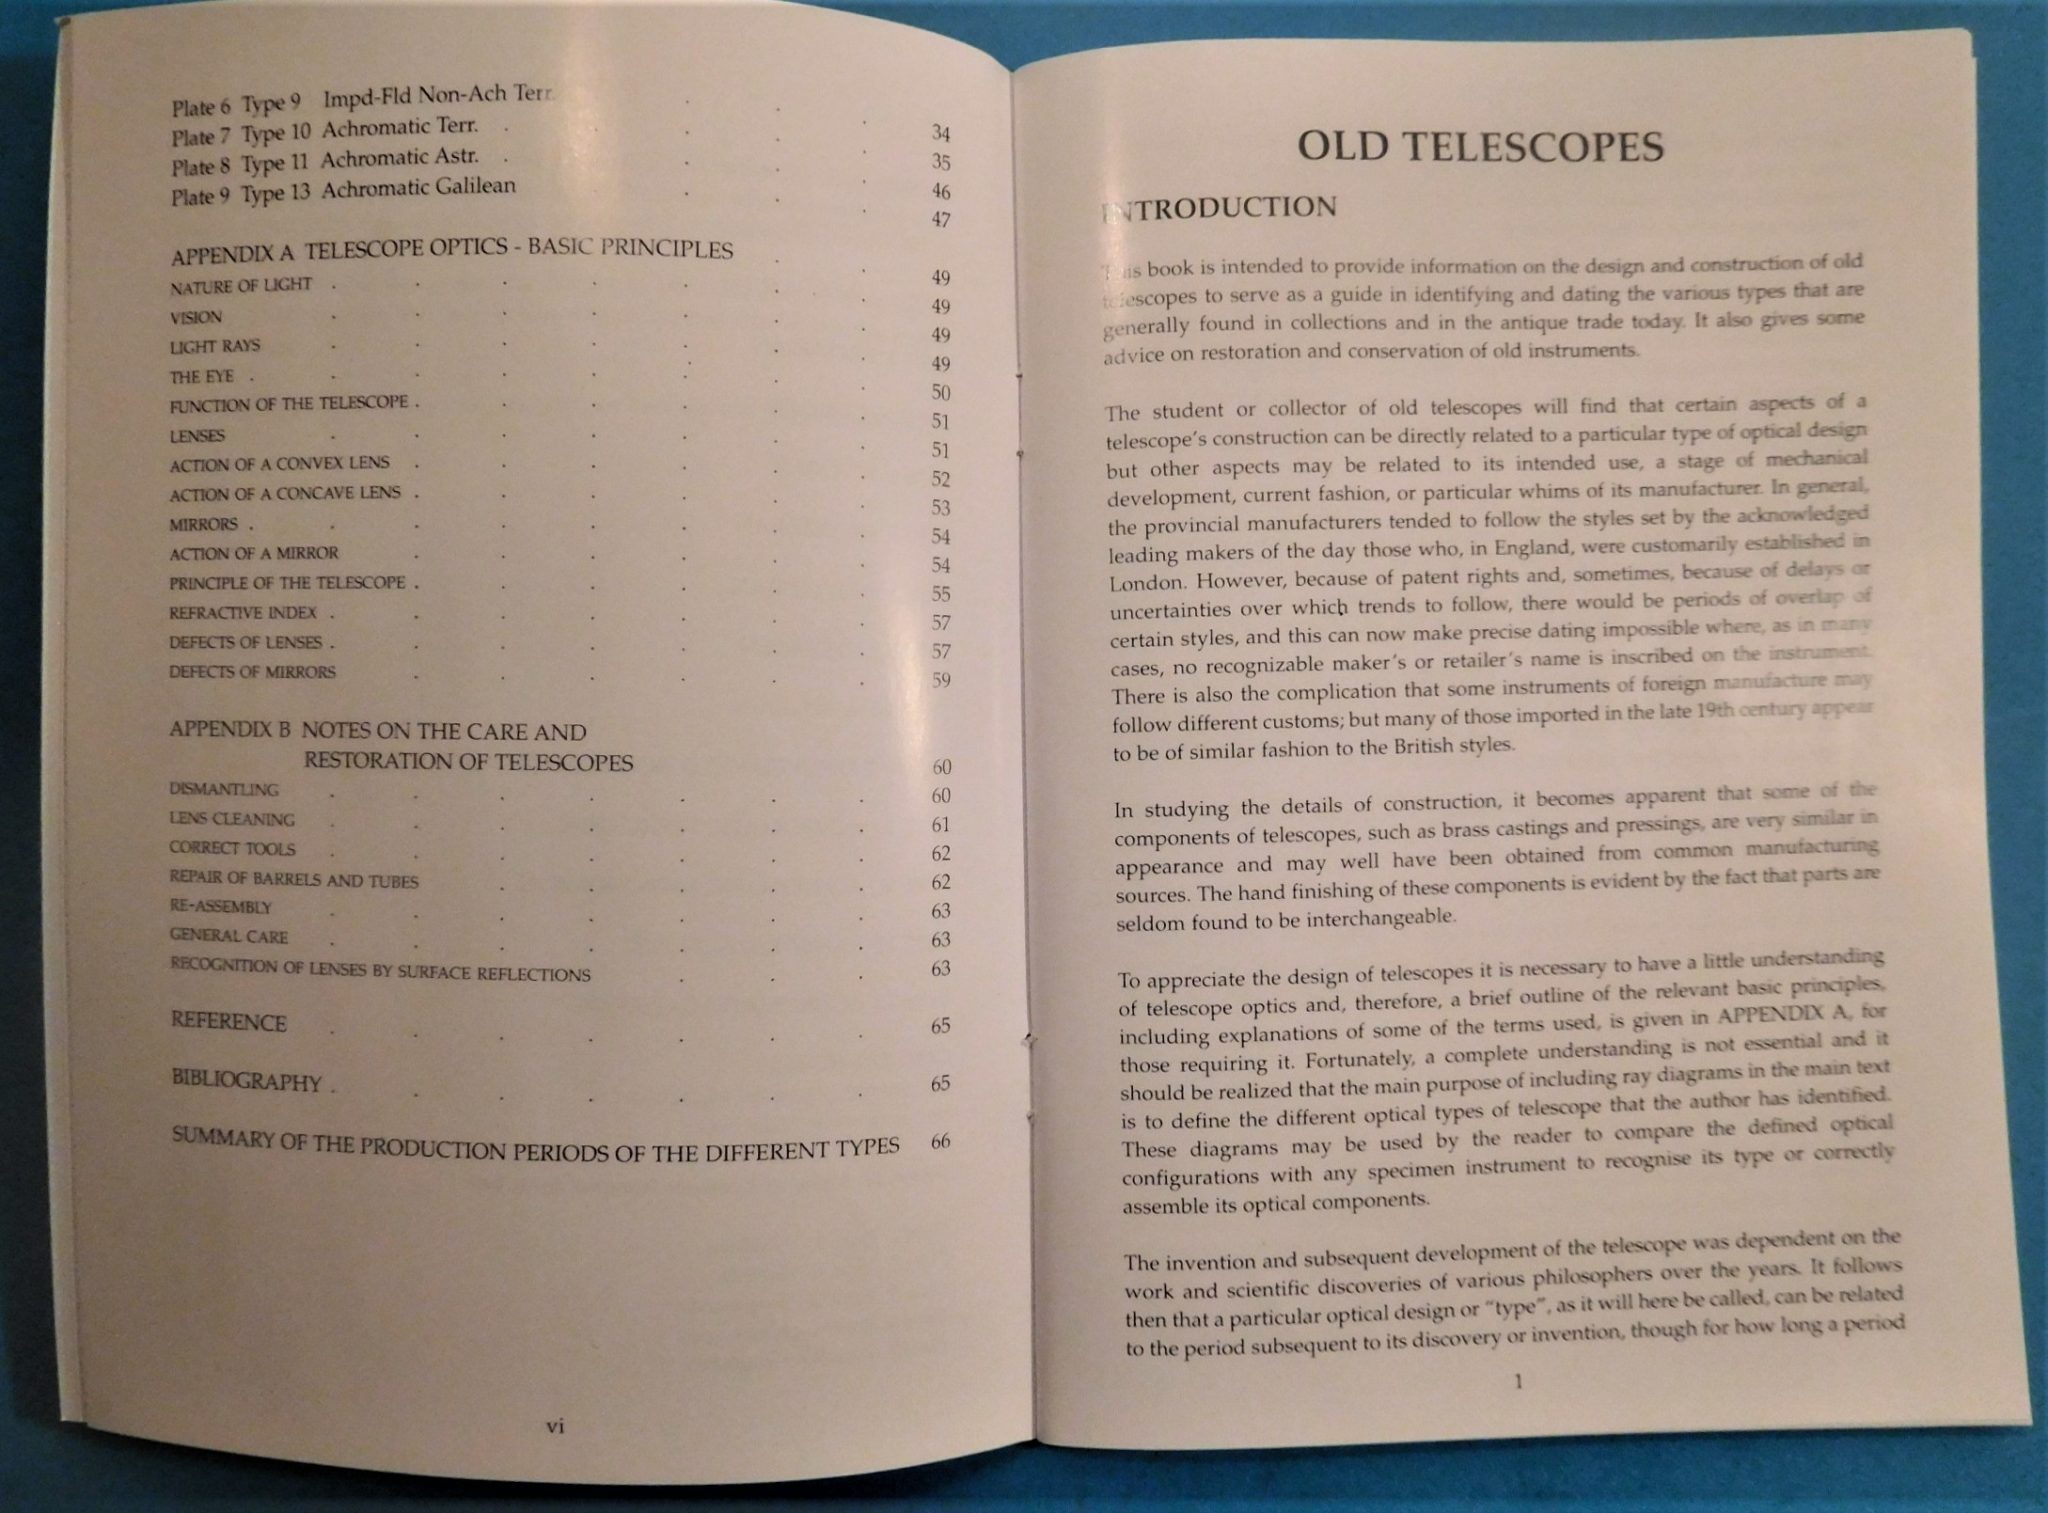 Plate 6 Type 9 Impd-Fld Non-Ach Terr. . . . 34
Plate 7 Type 10 Achromatic Terr. . . . . 35
Plate 8 Type 11 Achromatic Astr. . . . . 46
Plate 9 Type 13 Achromatic Galilean . . . 47
APPENDIX A TELESCOPE OPTICS - BASIC PRINCIPLES . . 49
NATURE OF LIGHT . . . . . . . 49
VISION . . . . . . . 49
LIGHT RAYS . . . . . . . 49
THE EYE . . . . . . . . 50
FUNCTION OF THE TELESCOPE . . . . . . 51
LENSES . . . . . . . 51
ACTION OF A CONVEX LENS . . . . . . 52
ACTION OF A CONCAVE LENS . . . . . . 53
MIRRORS . . . . . . . . 54
ACTION OF A MIRROR . . . . . . 54
PRINCIPLE OF THE TELESCOPE . . . . . . 55
REFRACTIVE INDEX . . . . . . . 57
DEFECTS OF LENSES . . . . . . . 57
DEFECTS OF MIRRORS . . . . . . 59
APPENDIX B NOTES ON THE CARE AND
RESTORATION OF TELESCOPES 60
DISMANTLING . . . . . . . 60
LENS CLEANING . . . . . . . 61
CORRECT TOOLS . . . . . . . 62
REPAIR OF BARRELS AND TUBES . . . . . 62
RE-ASSEMBLY . . . . . . . 63
GENERAL CARE . . . . . . . 63
RECOGNITION OF LENSES BY SURFACE REFLECTIONS . . . 63
REFERENCE . . . . . . . 65
BIBLIOGRAPHY . . . . . . . 65
SUMMARY OF THE PRODUCTION PERIODS OF THE DIFFERENT TYPES 66
vi
OLD TELESCOPES
INTRODUCTION
This book is intended to provide information on the design and construction of old
telescopes to serve as a guide in identifying and dating the various types that are
generally found in collections and in the antique trade today. It also gives some
advice on restoration and conservation of old instruments.
The student or collector of old telescopes will find that certain aspects of a
telescope's construction can be directly related to a particular type of optical design
but other aspects may be related to its intended use, a stage of mechanical
development, current fashion, or particular whims of its manufacturer. In general,
the provincial manufacturers tended to follow the styles set by the acknowledged
leading makers of the day those who, in England, were customarily established in
London. However, because of patent rights and, sometimes, because of delays or
uncertainties over which trends to follow, there would be periods of overlap of
certain styles, and this can now make precise dating impossible where, as in many
cases, no recognizable maker's or retailer's name is inscribed on the instrument.
There is also the complication that some instruments of foreign manufacture may
follow different customs; but many of those imported in the late 19th century appear
to be of similar fashion to the British styles.
In studying the details of construction, it becomes apparent that some of the
components of telescopes, such as brass castings and pressings, are very similar in
appearance and may well have been obtained from common manufacturing
sources. The hand finishing of these components is evident by the fact that parts are
seldom found to be interchangeable.
To appreciate the design of telescopes it is necessary to have a little understanding
of telescope optics and, therefore, a brief outline of the relevant basic principles,
including explanations of some of the terms used, is given in APPENDIX A, for
those requiring it. Fortunately, a complete understanding is not essential and it
should be realized that the main purpose of including ray diagrams in the main text
is to define the different optical types of telescope that the author has identified.
These diagrams may be used by the reader to compare the defined optical
configurations with any specimen instrument to recognise its type or correctly
assemble its optical components.
The invention and subsequent development of the telescope was dependent on the
work and scientific discoveries of various philosophers over the years. It follows
then that a particular optical design or "type", as it will here be called, can be related
to the period subsequent to its discovery or invention, though for how long a period
1